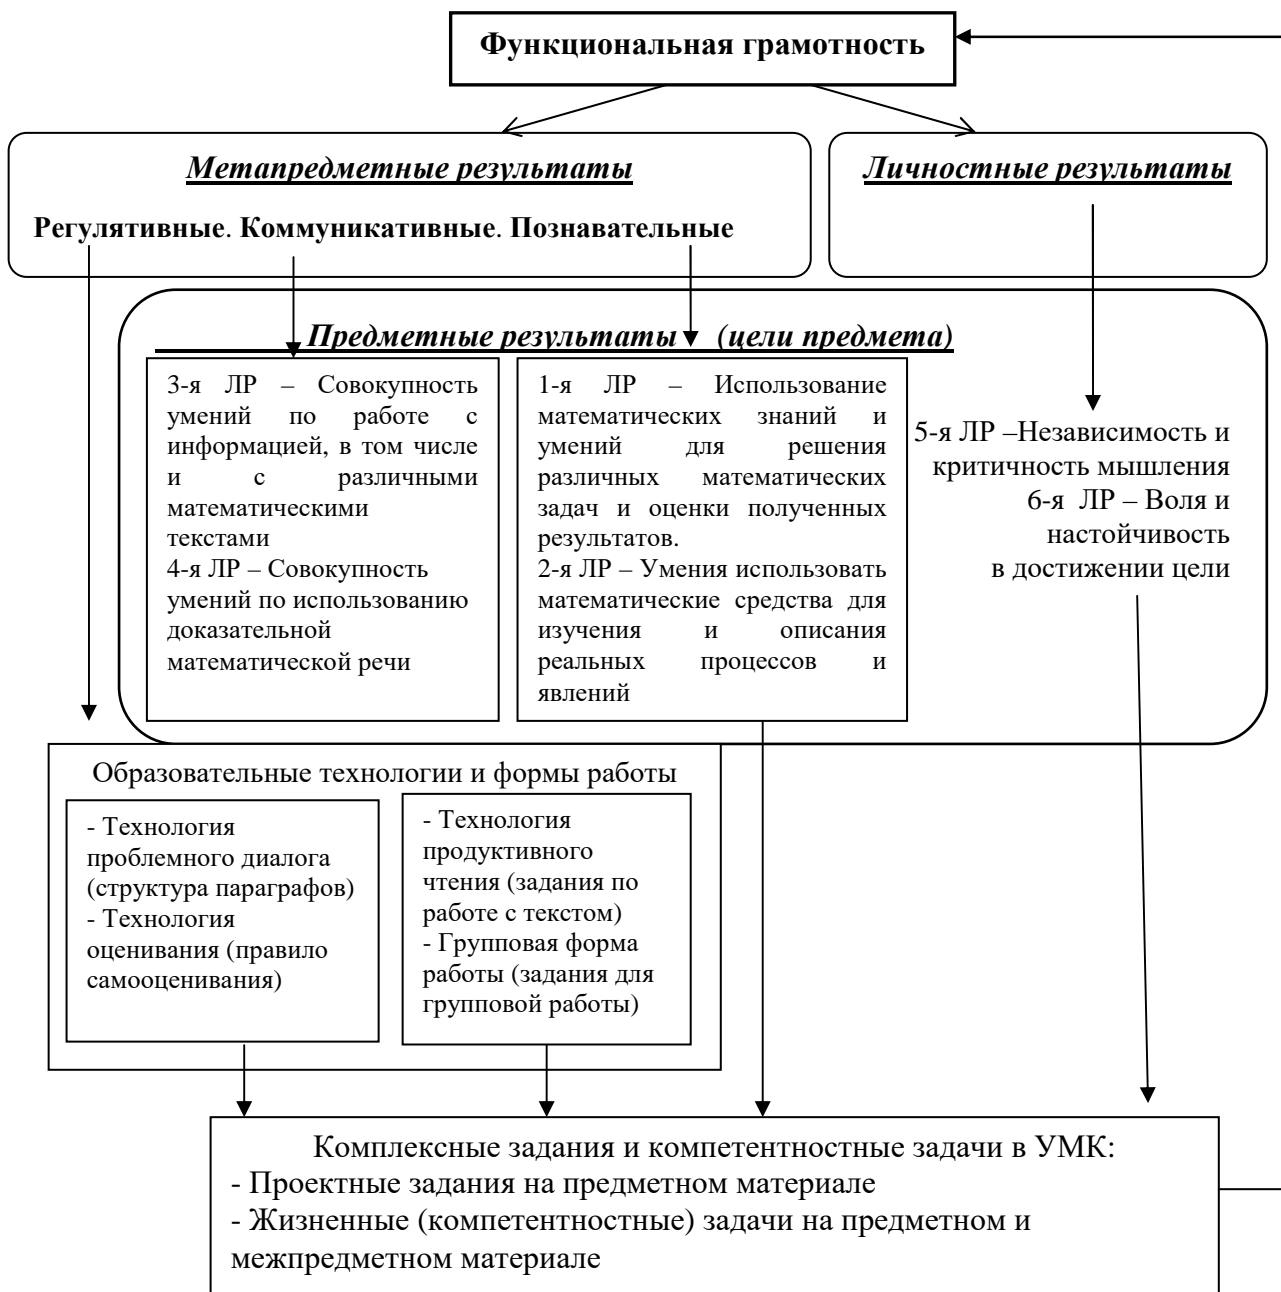 Функциональная грамотность
Метапредметные результаты
Регулятивные. Коммуникативные. Познавательные
Личностные результаты
Предметные результаты (цели предмета)
3-я ЛР – Совокупность
умений по работе с
информацией, в том числе
и с различными
математическими
текстами
4-я ЛР – Совокупность
умений по использованию
доказательной
математической речи
1-я ЛР – Использование
математических знаний и
умений для решения
различных математических
задач и оценки полученных
результатов.
2-я ЛР – Умения использовать
математические средства для
изучения и описания
реальных процессов и
явлений
5-я ЛР –Независимость и
критичность мышления
6-я ЛР – Воля и
настойчивость
в достижении цели
Образовательные технологии и формы работы
- Технология
проблемного диалога
(структура параграфов)
- Технология
оценивания (правило
самооценивания)
- Технология
продуктивного
чтения (задания по
работе с текстом)
- Групповая форма
работы (задания для
групповой работы)
Комплексные задания и компетентностные задачи в УМК:
- Проектные задания на предметном материале
- Жизненные (компетентностные) задачи на предметном и
межпредметном материале